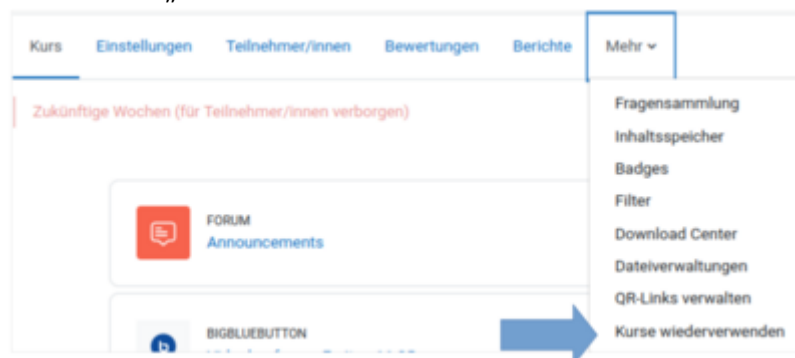 „
Kurs Einstellungen Teilnehmer/innen Bewertungen Berichte Mehr
Zukünftige Wochen (für Teilnehmer/innen verborgen)
Fragensammlung
Inhaltsspeicher
Badges
Filter
Download Center
Dateiverwaltungen
QR-Links verwalten
Kurse wiederverwenden
FORUM
Announcements
BIGBLUEBUTTON